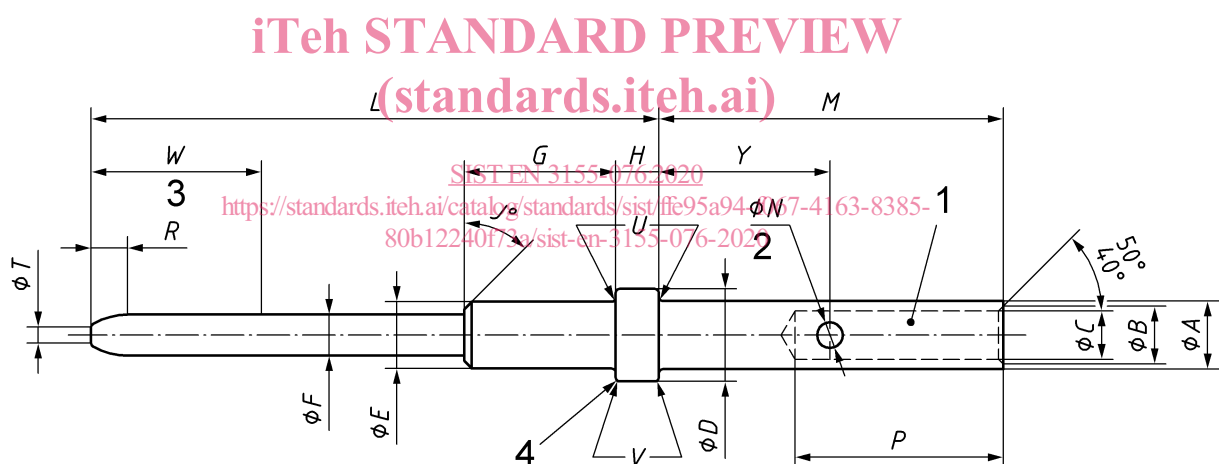 iTeh STANDARD PREVIEW
(standards.iteh.ai)
L
M
W
G
H
Y
SIST EN 3155-076:2020
3
https://standards.iteh.ai/catalog/standards/sist/ffe95a94-d067-4163-8385-
80b12240f73a/sist-en-3155-076-2020
R
J°
U
ϕN
2
1
50°
40°
ϕT
ϕF
ϕE
ϕD
ϕC
ϕB
ϕA
4
V
P